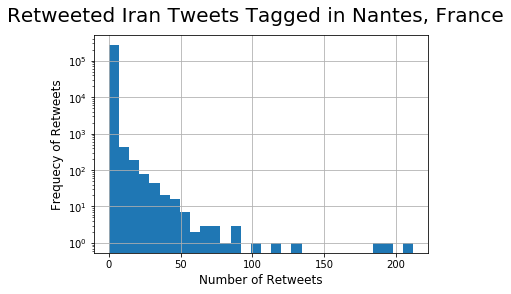 Retweeted Iran Tweets Tagged in Nantes, France
Frequecy of Retweets
10^5
10^4
10^3
10^2
10^1
10^0
0 50 100 150 200
Number of Retweets